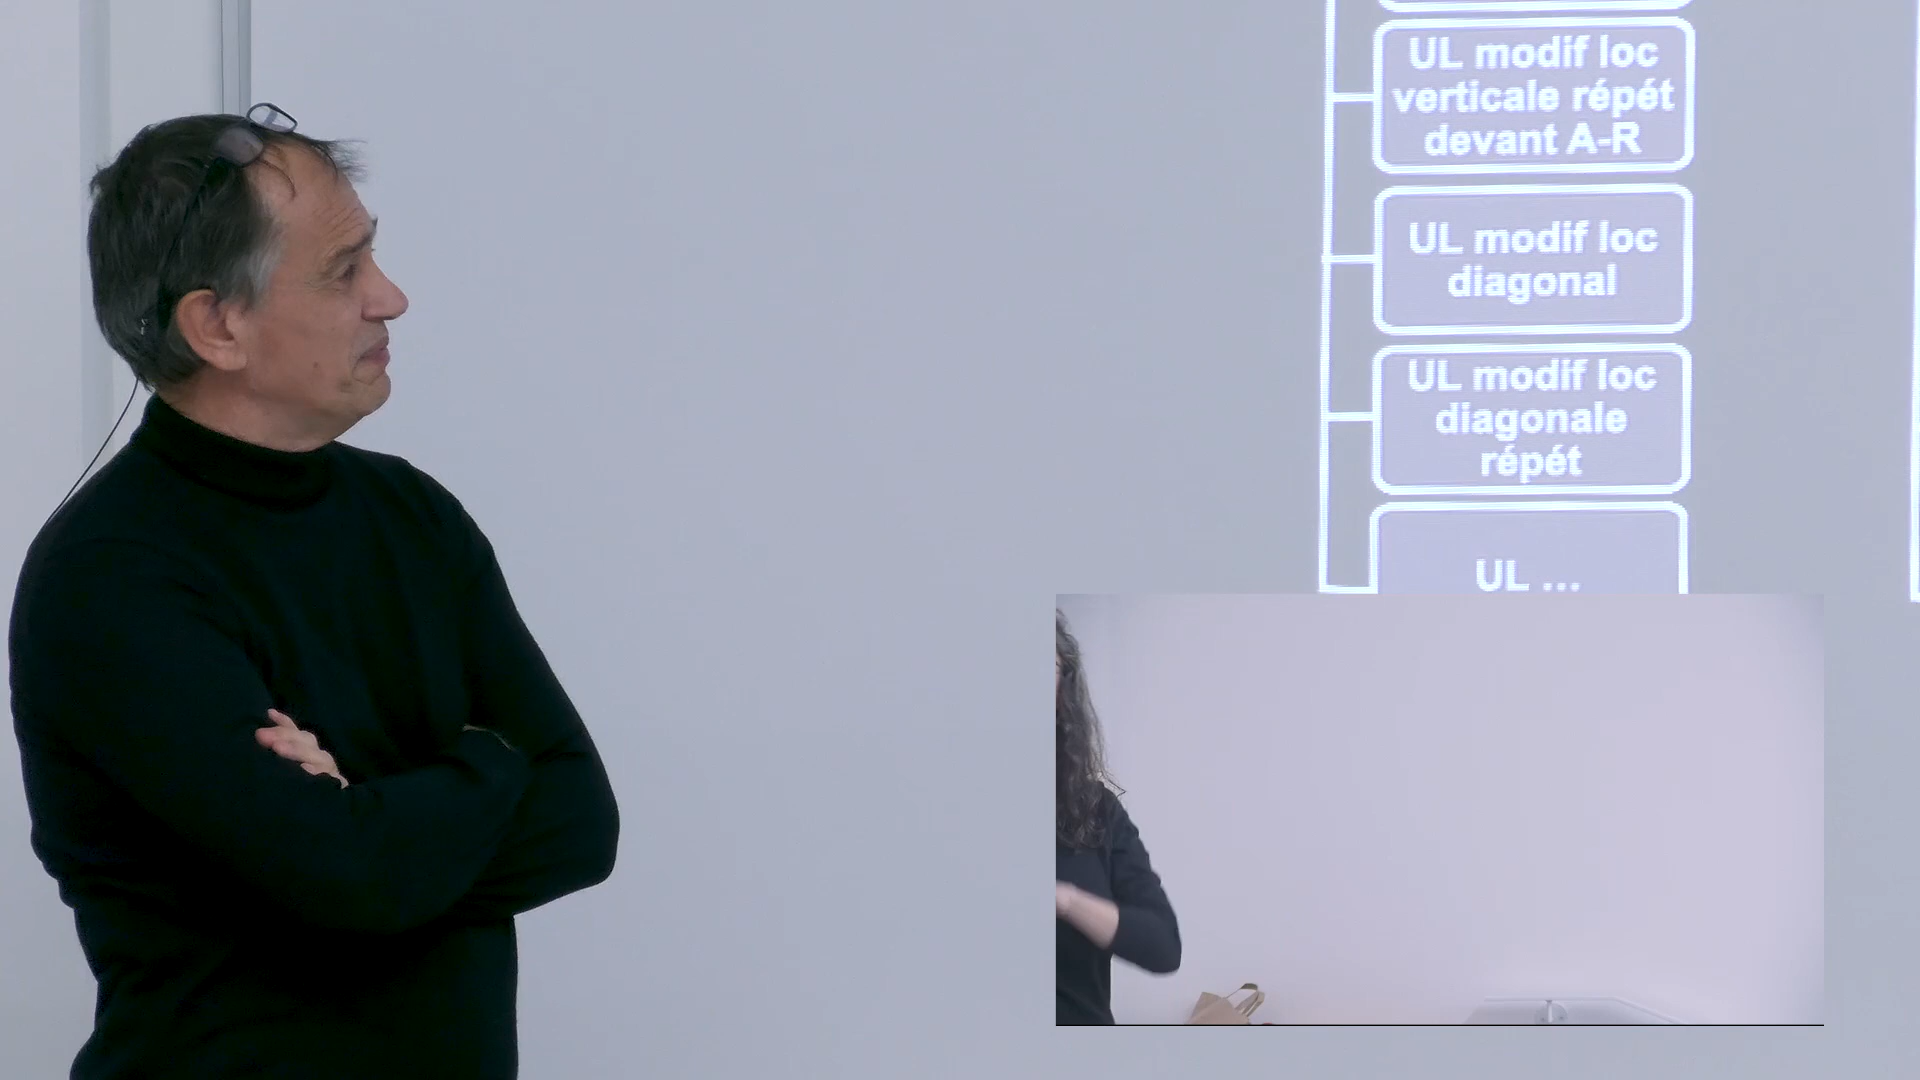 UL modif loc
verticale répét
devant A-R
UL modif loc
diagonal
UL modif loc
diagonale
répét
UL ...